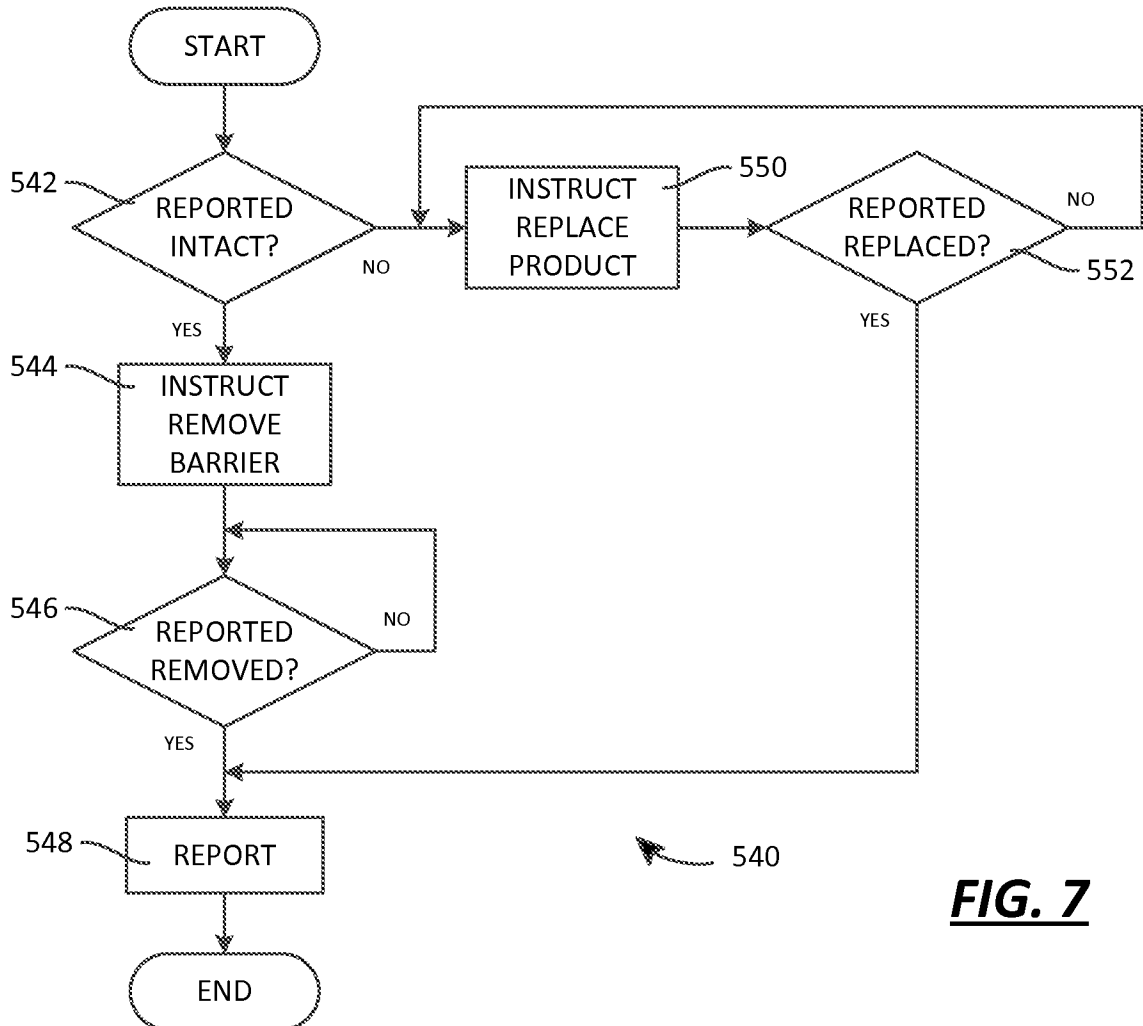 START
542
REPORTED
INTACT?
NO
YES
550
INSTRUCT
REPLACE
PRODUCT
REPORTED
REPLACED?
NO
552
YES
544
INSTRUCT
REMOVE
BARRIER
546
REPORTED
REMOVED?
NO
YES
548
REPORT
540
END
FIG. 7